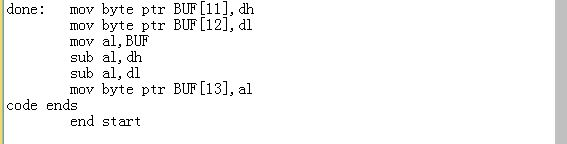 done:   mov byte ptr BUF[11],dh
        mov byte ptr BUF[12],dl
        mov al,BUF
        sub al,dh
        sub al,dl
        mov byte ptr BUF[13],al
code ends
        end start